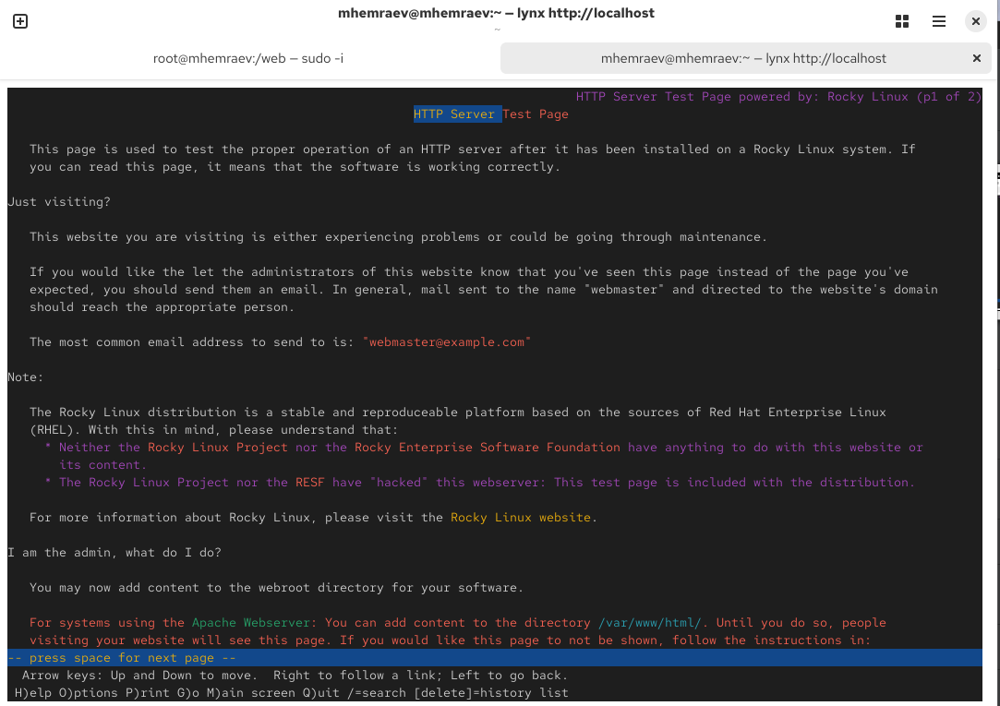 mhemraev@mhemraev:~ — lynx http://localhost
~
root@mhemraev:/web — sudo -i
mhemraev@mhemraev:~ — lynx http://localhost
HTTP Server Test Page powered by: Rocky Linux (p1 of 2)
HTTP Server Test Page
This page is used to test the proper operation of an HTTP server after it has been installed on a Rocky Linux system. If
you can read this page, it means that the software is working correctly.
Just visiting?
This website you are visiting is either experiencing problems or could be going through maintenance.
If you would like the let the administrators of this website know that you've seen this page instead of the page you've
expected, you should send them an email. In general, mail sent to the name "webmaster" and directed to the website's domain
should reach the appropriate person.
The most common email address to send to is: "webmaster@example.com"
Note:
The Rocky Linux distribution is a stable and reproduceable platform based on the sources of Red Hat Enterprise Linux
(RHEL). With this in mind, please understand that:
* Neither the Rocky Linux Project nor the Rocky Enterprise Software Foundation have anything to do with this website or
its content.
* The Rocky Linux Project nor the RESF have "hacked" this webserver: This test page is included with the distribution.
For more information about Rocky Linux, please visit the Rocky Linux website.
I am the admin, what do I do?
You may now add content to the webroot directory for your software.
For systems using the Apache Webserver: You can add content to the directory /var/www/html/. Until you do so, people
visiting your website will see this page. If you would like this page to not be shown, follow the instructions in:
-- press space for next page --
Arrow keys: Up and Down to move.  Right to follow a link; Left to go back.
H)elp O)ptions P)rint G)o M)ain screen Q)uit /=search [delete]=history list